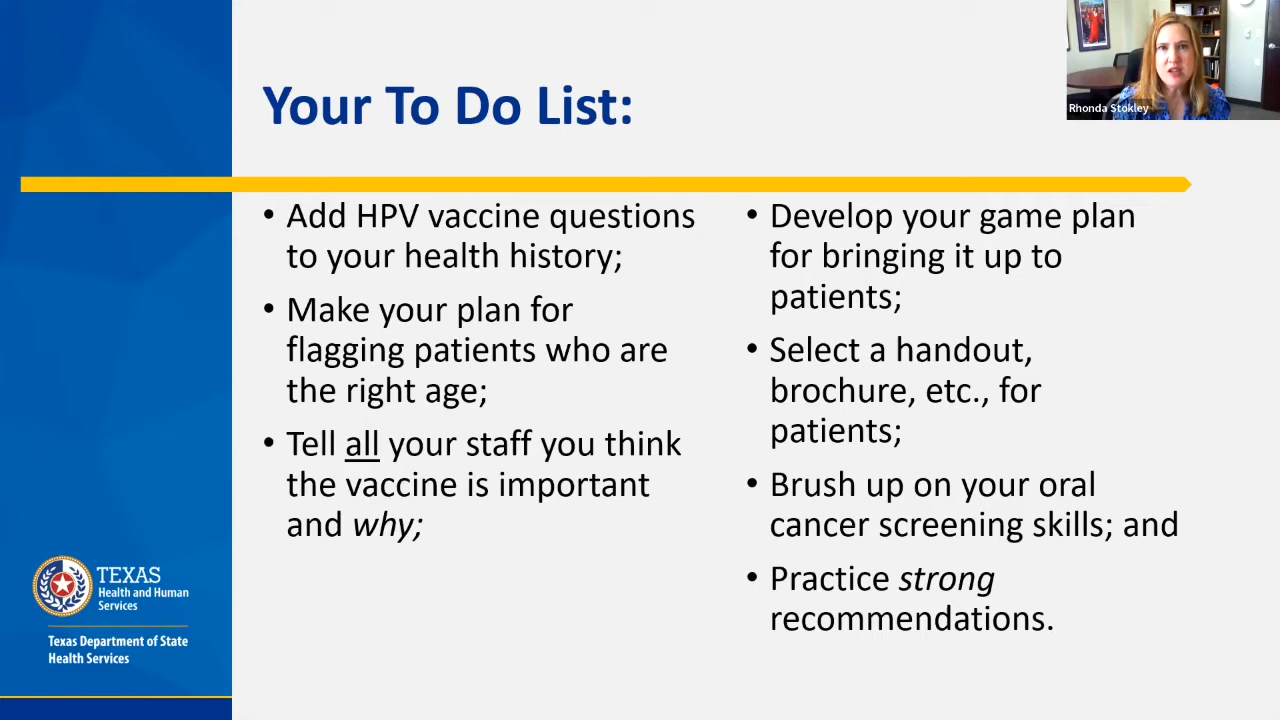 Your To Do List:
Rhonda Stokley
• Add HPV vaccine questions
to your health history;
• Make your plan for
flagging patients who are
the right age;
• Tell all your staff you think
the vaccine is important
and why;
• Develop your game plan
for bringing it up to
patients;
• Select a handout,
brochure, etc., for
patients;
• Brush up on your oral
cancer screening skills; and
• Practice strong
recommendations.
TEXAS
Health and Human
Services
Texas Department of State
Health Services